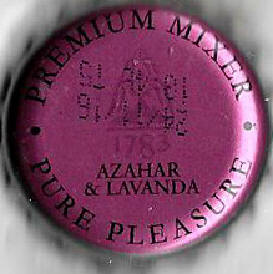 PREMIUM MIXER
1783
AZAHAR
& LAVANDA
PURE PLEASURE